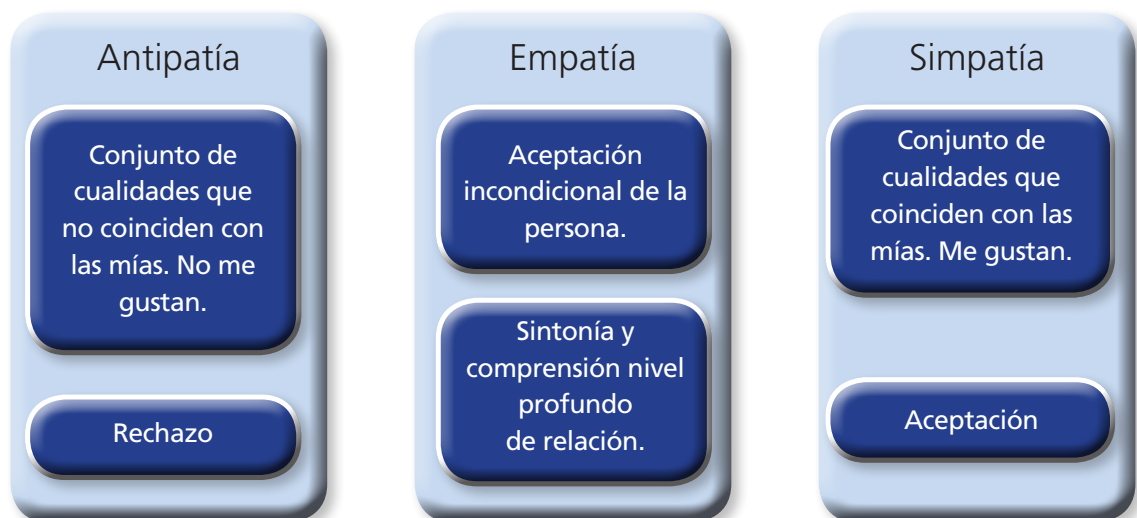 Antipatía
Conjunto de
cualidades que
no coinciden con
las mías. No me
gustan.
Rechazo
Empatía
Aceptación
incondicional de la
persona.
Sintonía y
comprensión nivel
profundo
de relación.
Simpatía
Conjunto de
cualidades que
coinciden con las
mías. Me gustan.
Aceptación